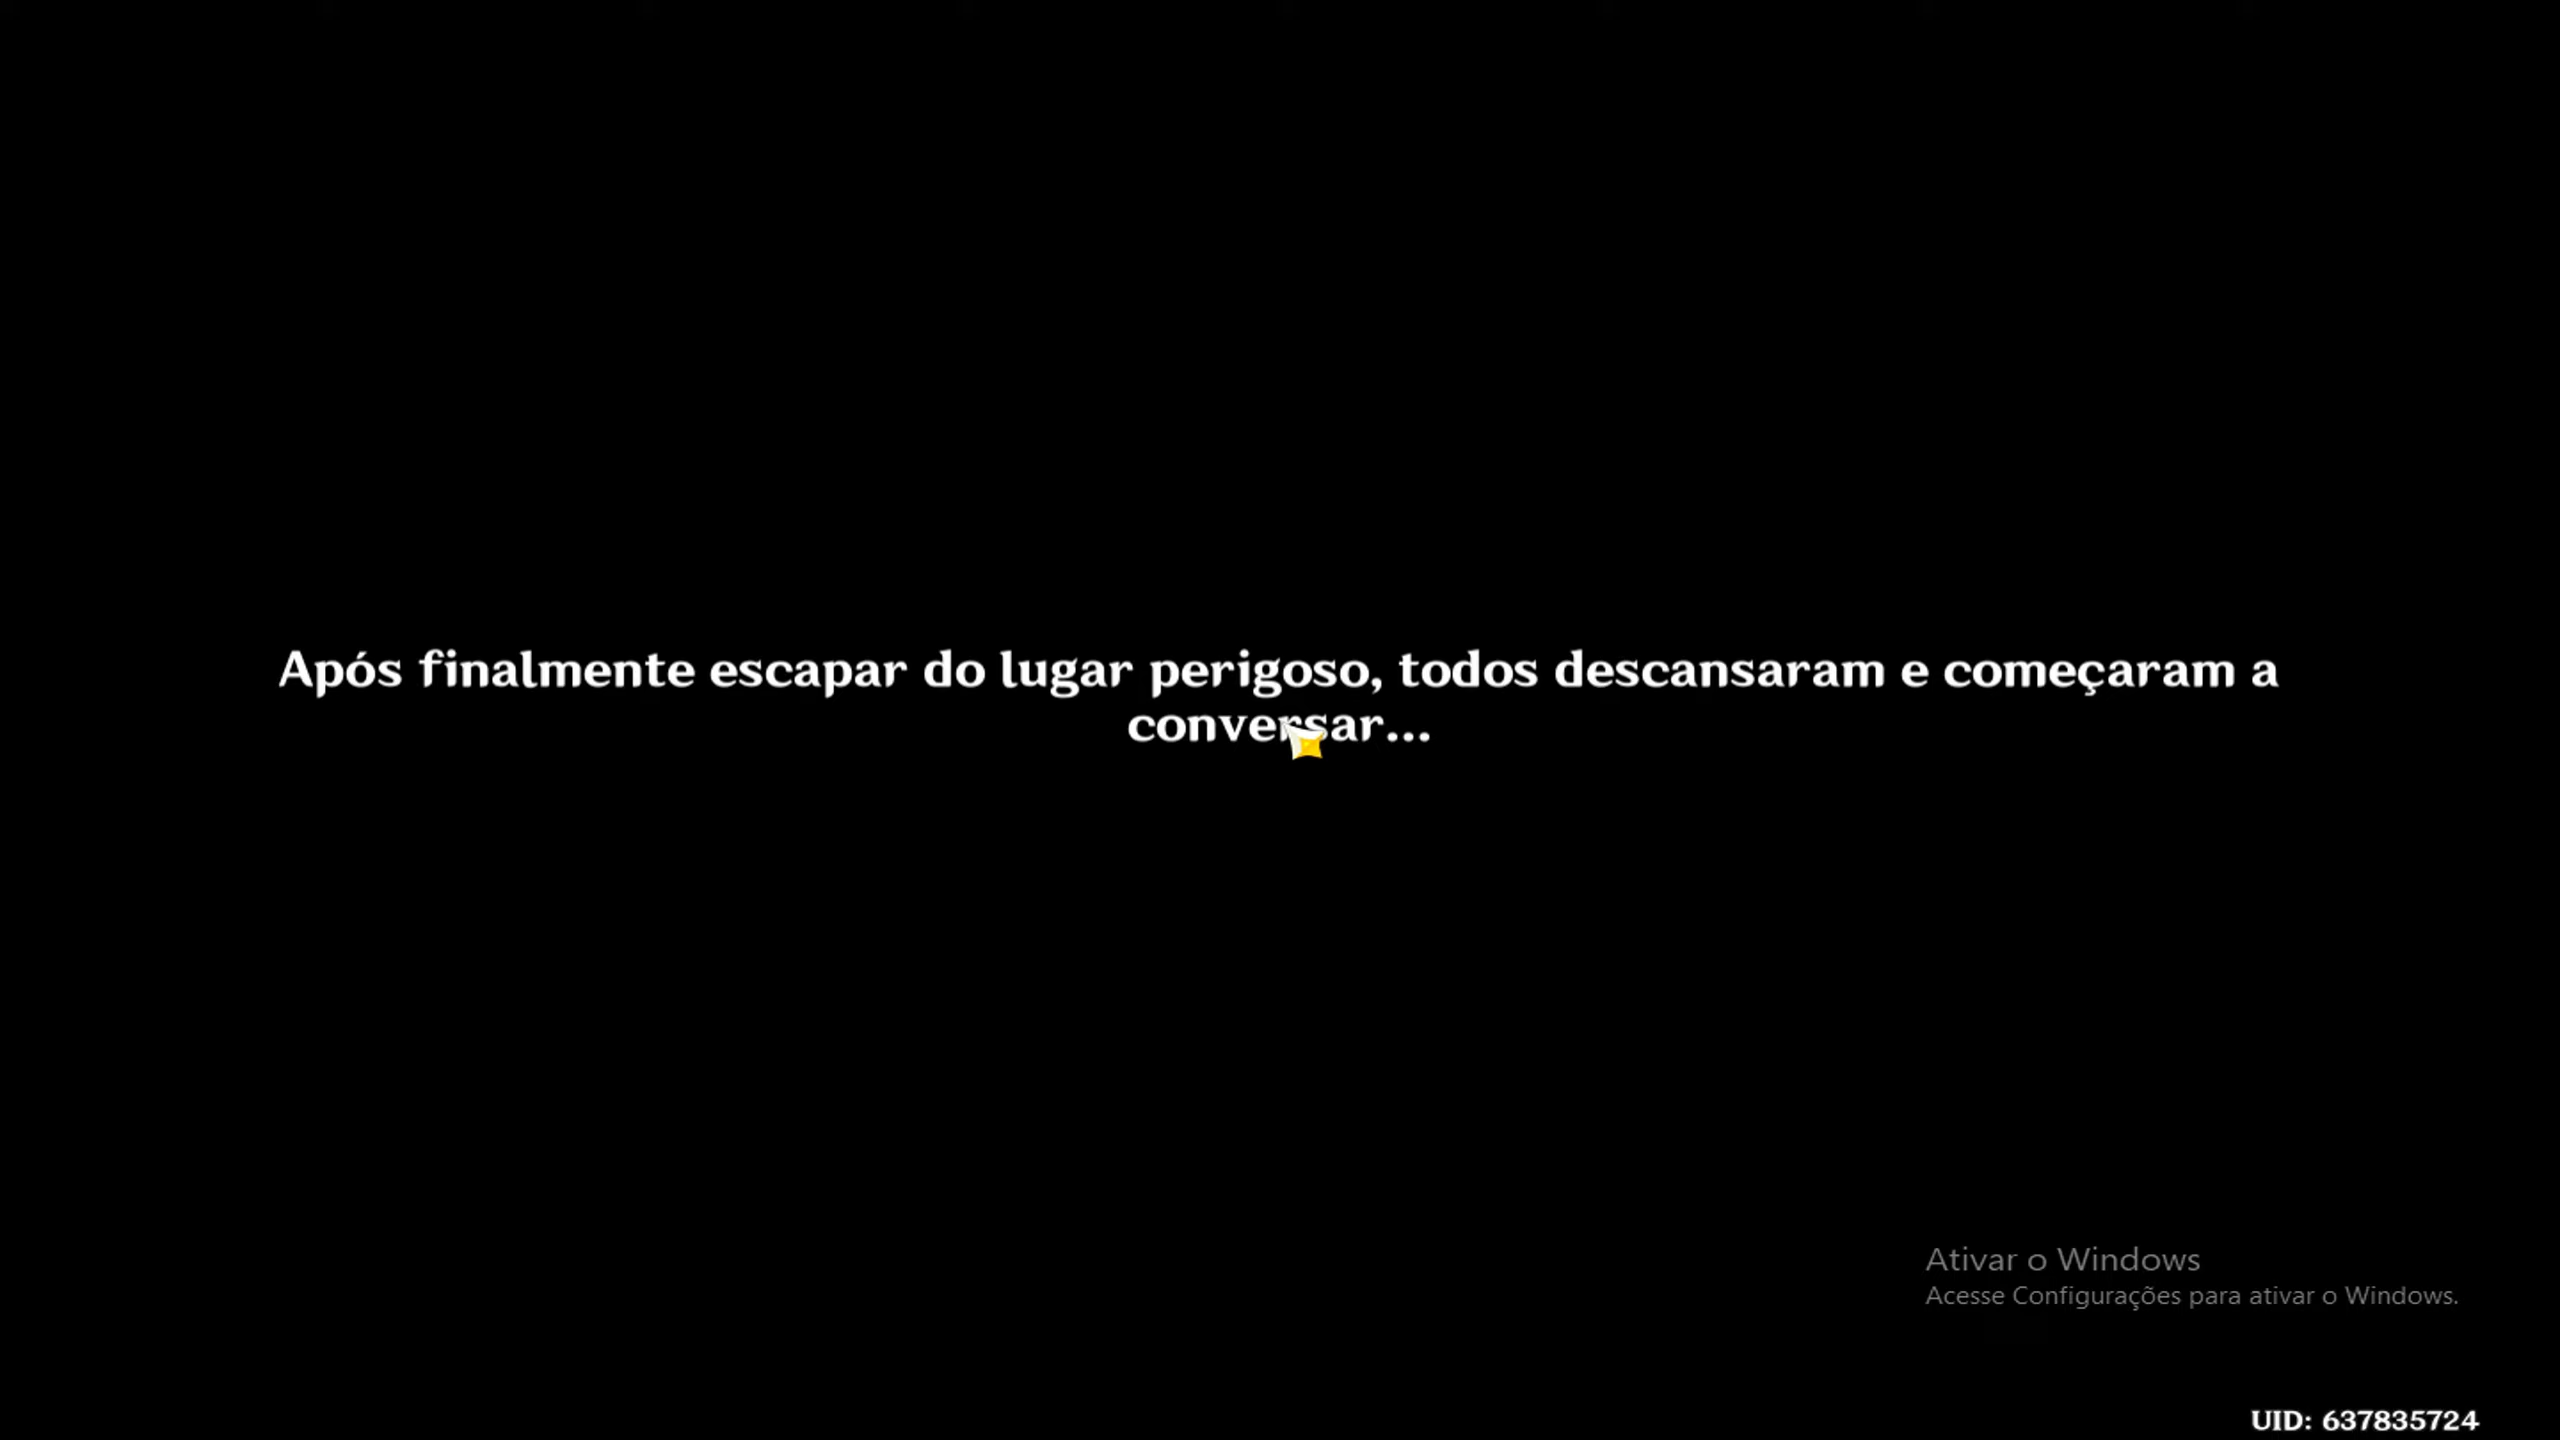 Após finalmente escapar do lugar perigoso, todos descansaram e começaram a
conversar...
Ativar o Windows
Acesse Configurações para ativar o Windows.
UID: 637835724